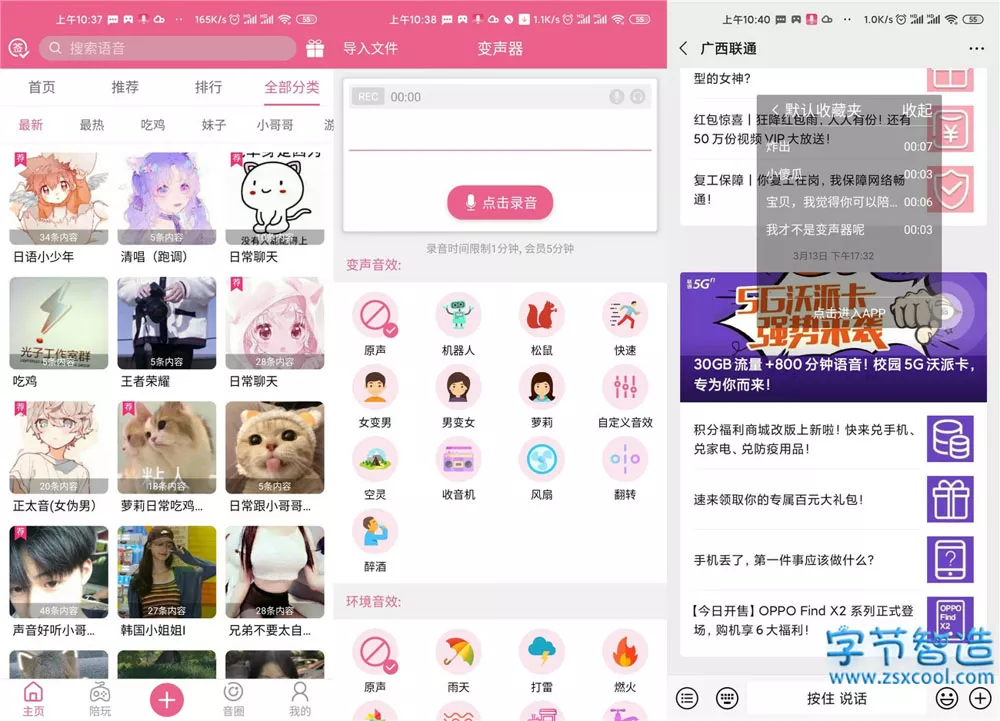 上午10:37
165K/s
55
签
搜索语音
首页
推荐
排行
全部分类
最新
最热
吃鸡
妹子
小哥哥
游
荐
34条内容
日语小少年
荐
5条内容
清唱（跑调）
荐
没有人能够得上
日常聊天
光子工作室群
5条内容
吃鸡
5条内容
王者荣耀
荐
28条内容
日常聊天
荐
20条内容
正太音(女伪男）
荐
半上人
18条内容
萝莉日常吃鸡...
5条内容
日常跟小哥哥...
荐
48条内容
声音好听小哥...
27条内容
韩国小姐姐I
28条内容
兄弟不要太自...
主页
陪玩
音圈
我的
上午10:38
1.1K/s
55
导入文件
变声器
REC
00:00
点击录音
录音时间限制1分钟, 会员5分钟
变声音效:
原声
机器人
松鼠
快速
女变男
男变女
萝莉
自定义音效
空灵
收音机
风扇
翻转
醉酒
环境音效:
原声
雨天
打雷
燃火
上午10:40
1.0K/s
55
广西联通
型的女神?
红包惊喜丨狂降红包雨, 人人有份! 还有
50万份视频VIP大放送!
复工保障丨你复工在岗, 我保障网络畅
通!
默认收藏夹
收起
炸出
00:07
小傻瓜
00:03
宝贝，我觉得你可以陪...
00:06
我才不是变声器呢
00:03
3月13日 下午17:32
点击进入APP
联通5Gⁿ
5G沃派卡
强势来袭
30GB流量+800分钟语音! 校园5G沃派卡,
专为你而来!
积分福利商城改版上新啦! 快来兑手机、
兑家电、兑防疫用品!
速来领取你的专属百元大礼包!
手机丢了, 第一件事应该做什么?
【今日开售】OPPO Find X2 系列正式登
场, 购机享6大福利!
OPPO
Find
X2
按住 说话
字节智造
www.zsxcool.com